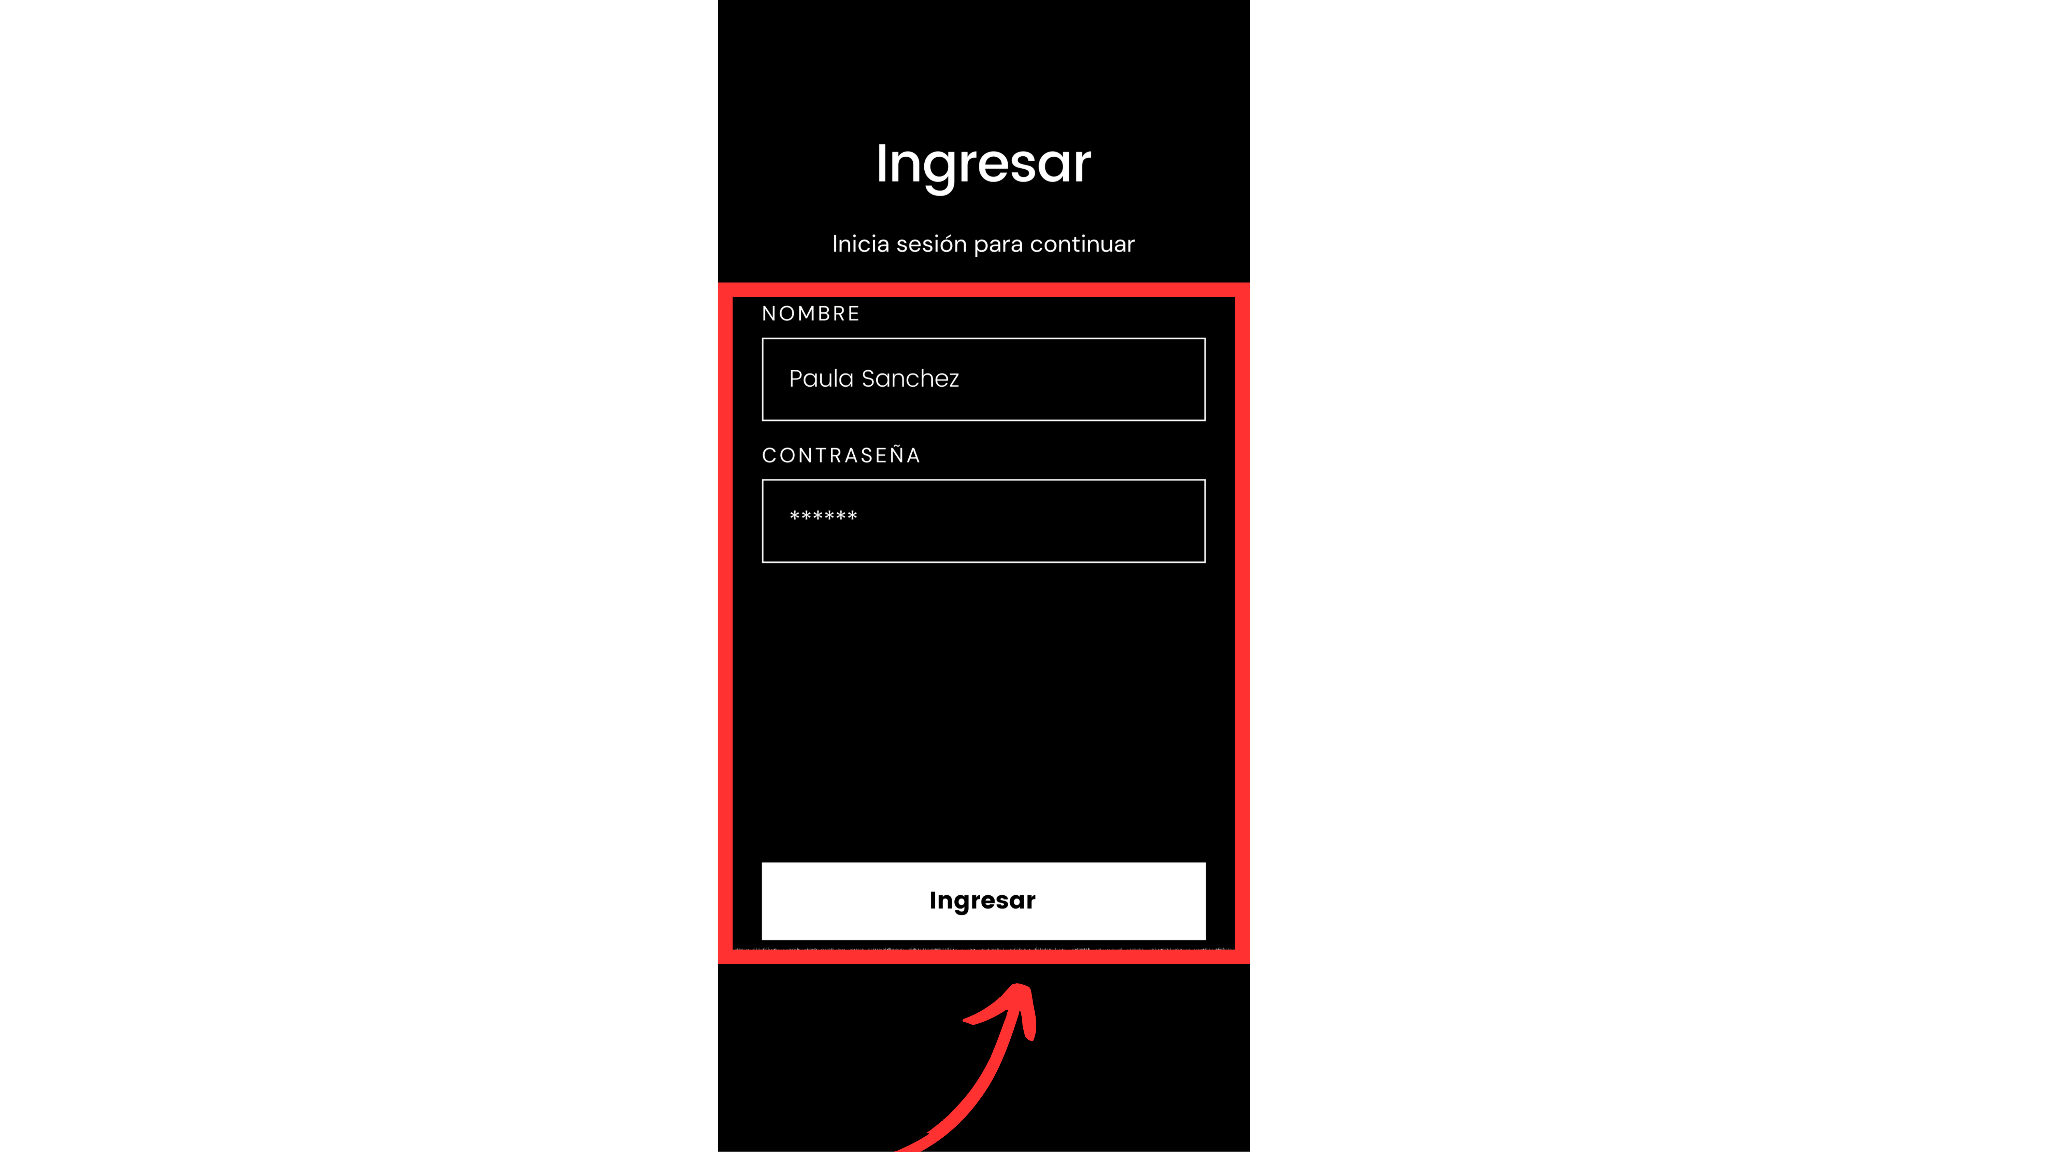 Ingresar
Inicia sesión para continuar
NOMBRE
Paula Sanchez
CONTRASEÑA
******
Ingresar